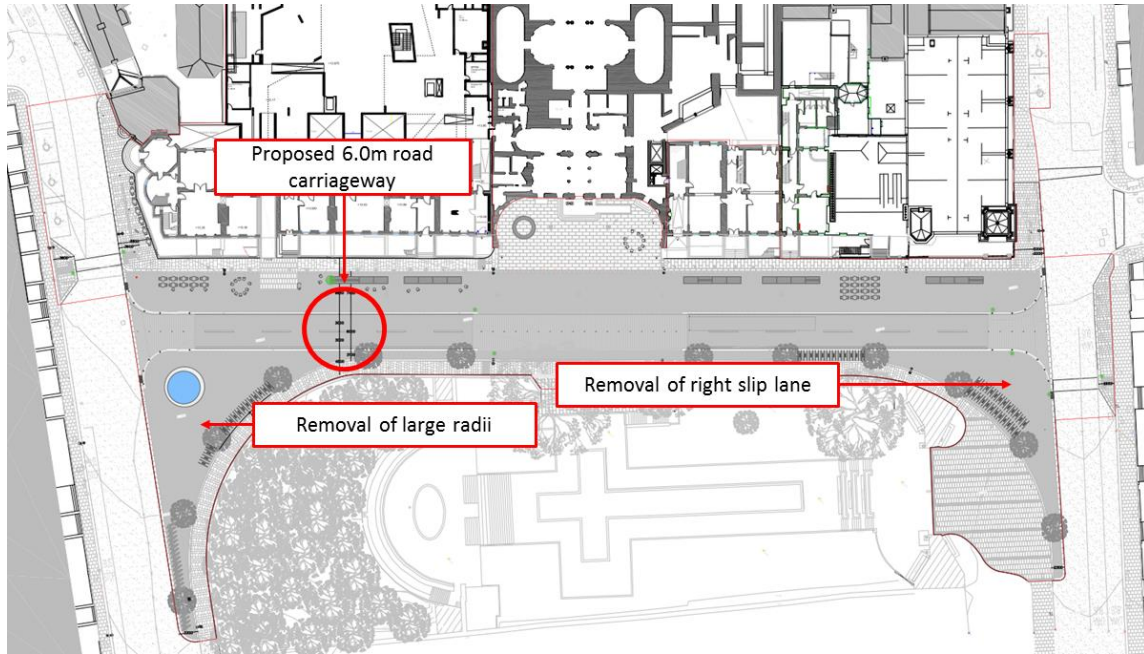 Proposed 6.0m road
carriageway
Removal of right slip lane
Removal of large radii